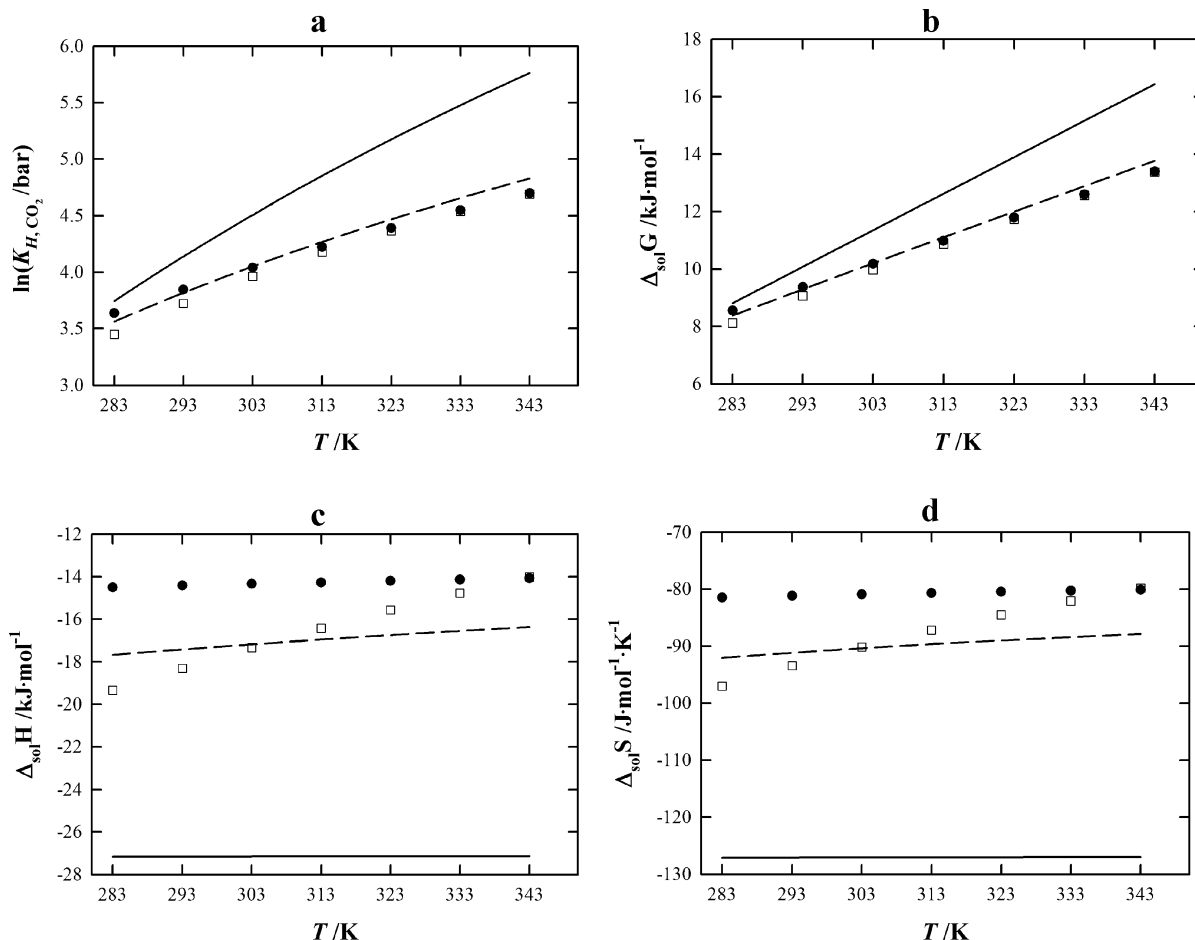 a
6.0
5.5
5.0
4.5
4.0
3.5
3.0
ln(K_H, CO₂ /bar)
283 293 303 313 323 333 343
T /K
b
18
16
14
12
10
8
6
Δ_solG /kJ·mol⁻¹
283 293 303 313 323 333 343
T /K
c
-12
-14
-16
-18
-20
-22
-24
-26
-28
Δ_solH /kJ·mol⁻¹
283 293 303 313 323 333 343
T /K
d
-70
-80
-90
-100
-110
-120
-130
Δ_solS /J·mol⁻¹·K⁻¹
283 293 303 313 323 333 343
T /K